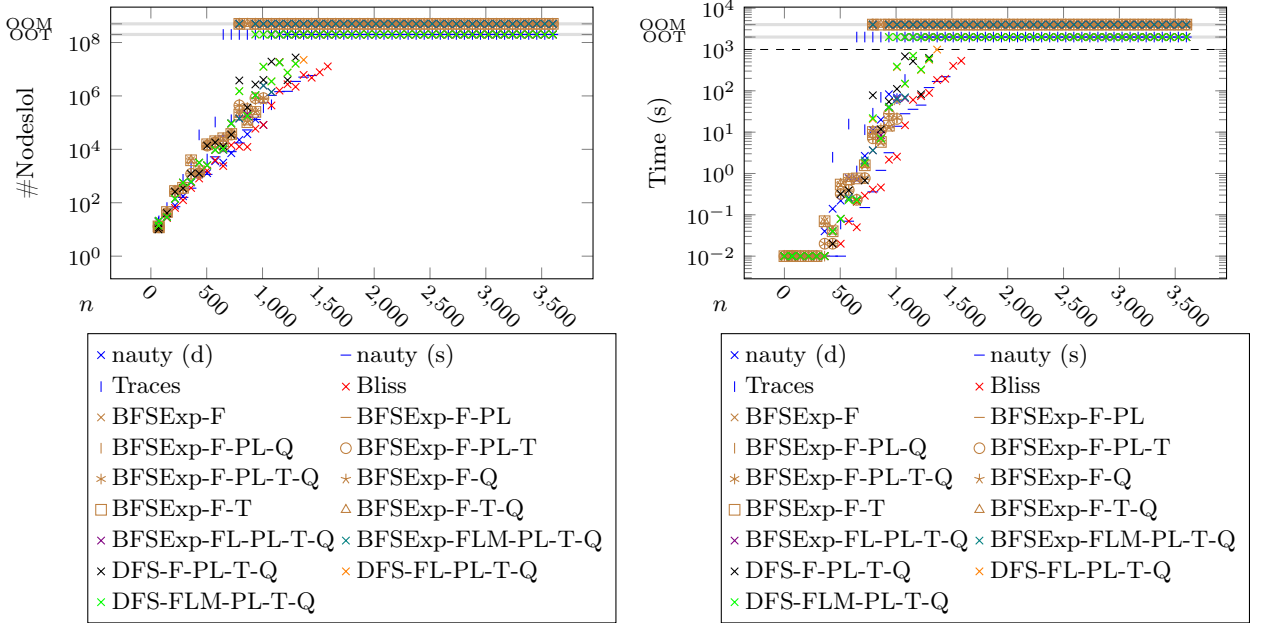 OOM
OOT
10^8
10^6
10^4
10^2
10^0
#Nodeslol
n
0
500
1,000
1,500
2,000
2,500
3,000
3,500
nauty (d)
nauty (s)
Traces
Bliss
BFSExp-F
BFSExp-F-PL
BFSExp-F-PL-Q
BFSExp-F-PL-T
BFSExp-F-PL-T-Q
BFSExp-F-Q
BFSExp-F-T
BFSExp-F-T-Q
BFSExp-FL-PL-T-Q
BFSExp-FLM-PL-T-Q
DFS-F-PL-T-Q
DFS-FL-PL-T-Q
DFS-FLM-PL-T-Q
10^4
OOM
OOT
10^3
10^2
10^1
10^0
10^−1
10^−2
Time (s)
n
0
500
1,000
1,500
2,000
2,500
3,000
3,500
nauty (d)
nauty (s)
Traces
Bliss
BFSExp-F
BFSExp-F-PL
BFSExp-F-PL-Q
BFSExp-F-PL-T
BFSExp-F-PL-T-Q
BFSExp-F-Q
BFSExp-F-T
BFSExp-F-T-Q
BFSExp-FL-PL-T-Q
BFSExp-FLM-PL-T-Q
DFS-F-PL-T-Q
DFS-FL-PL-T-Q
DFS-FLM-PL-T-Q